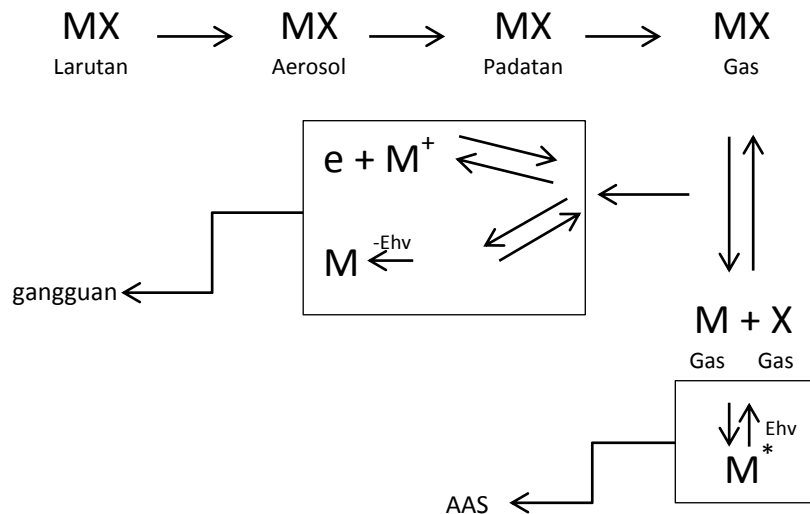 MX MX MX MX
Larutan Aerosol Padatan Gas
e + M⁺
M -Ehv
gangguan
M + X
Gas Gas
Ehv
M*
AAS